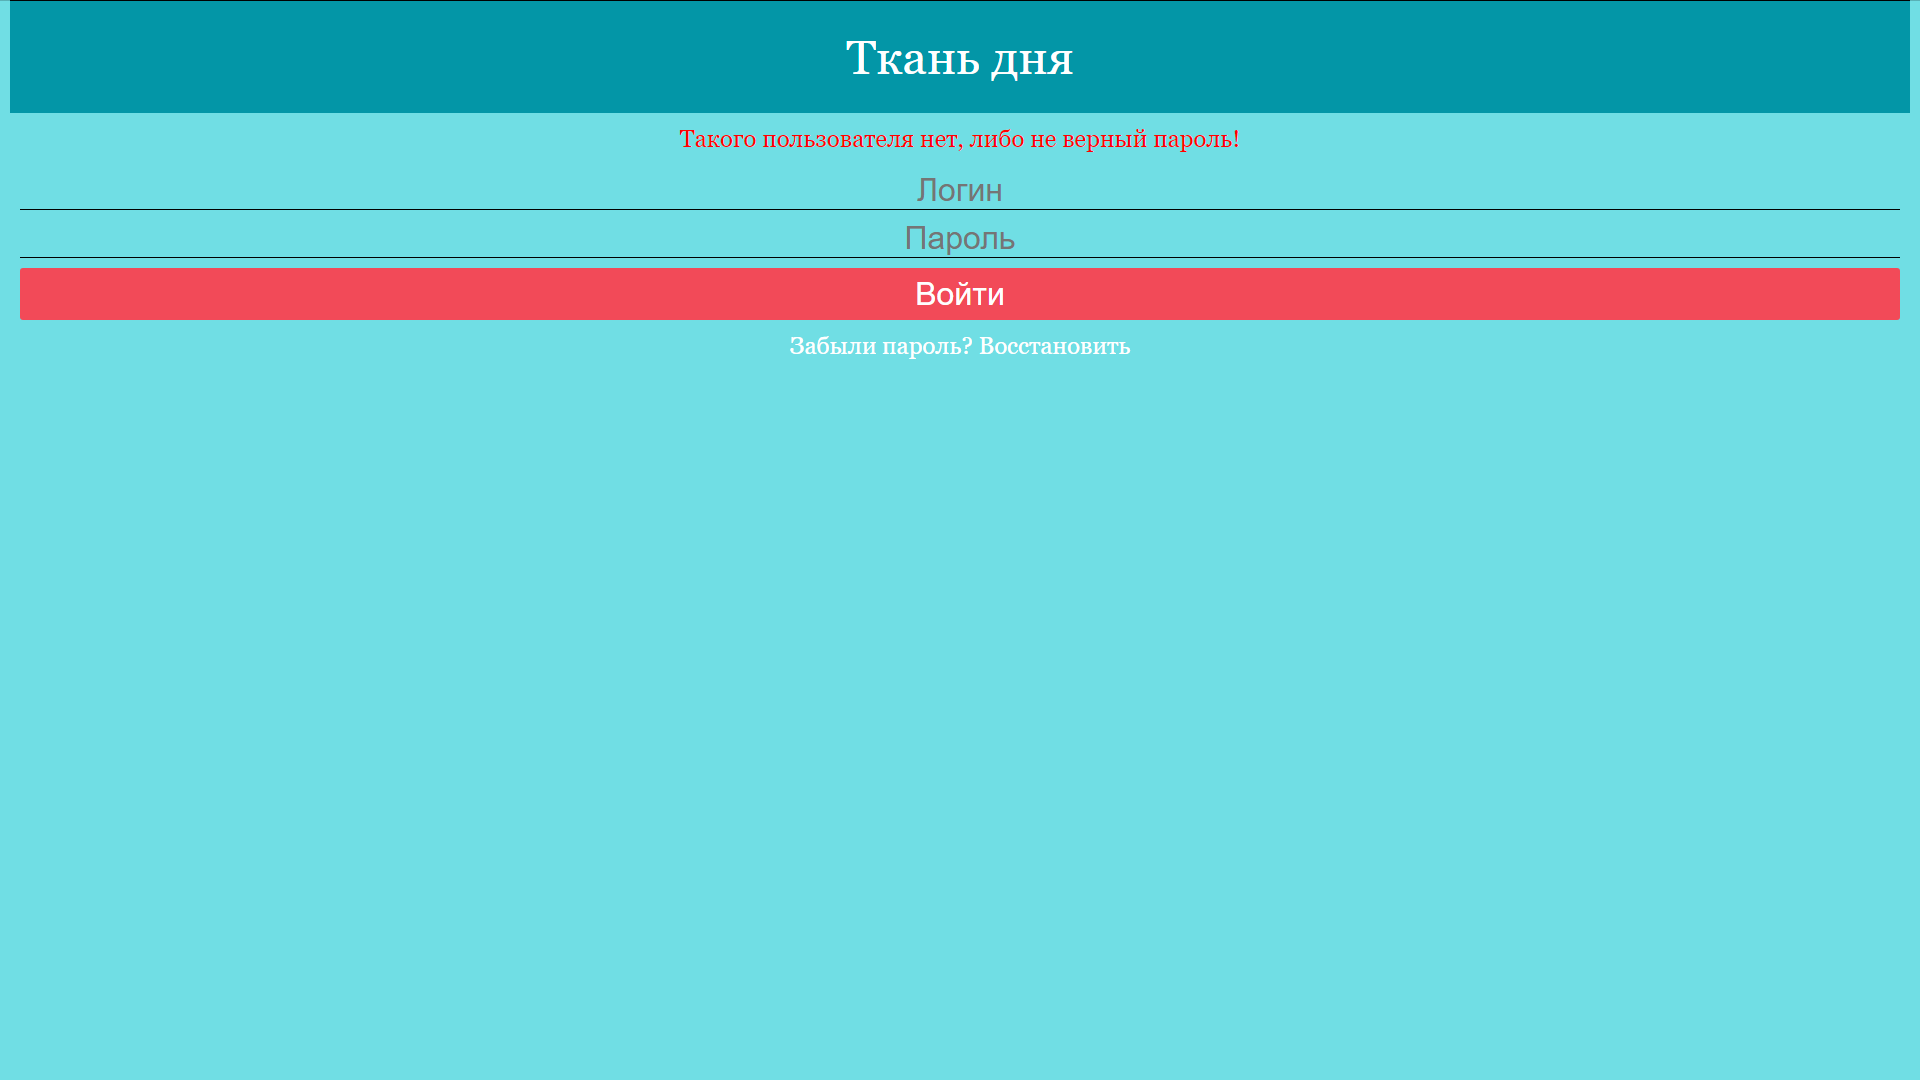 Ткань дня
Такого пользователя нет, либо не верный пароль!
Логин
Пароль
Войти
Забыли пароль? Восстановить